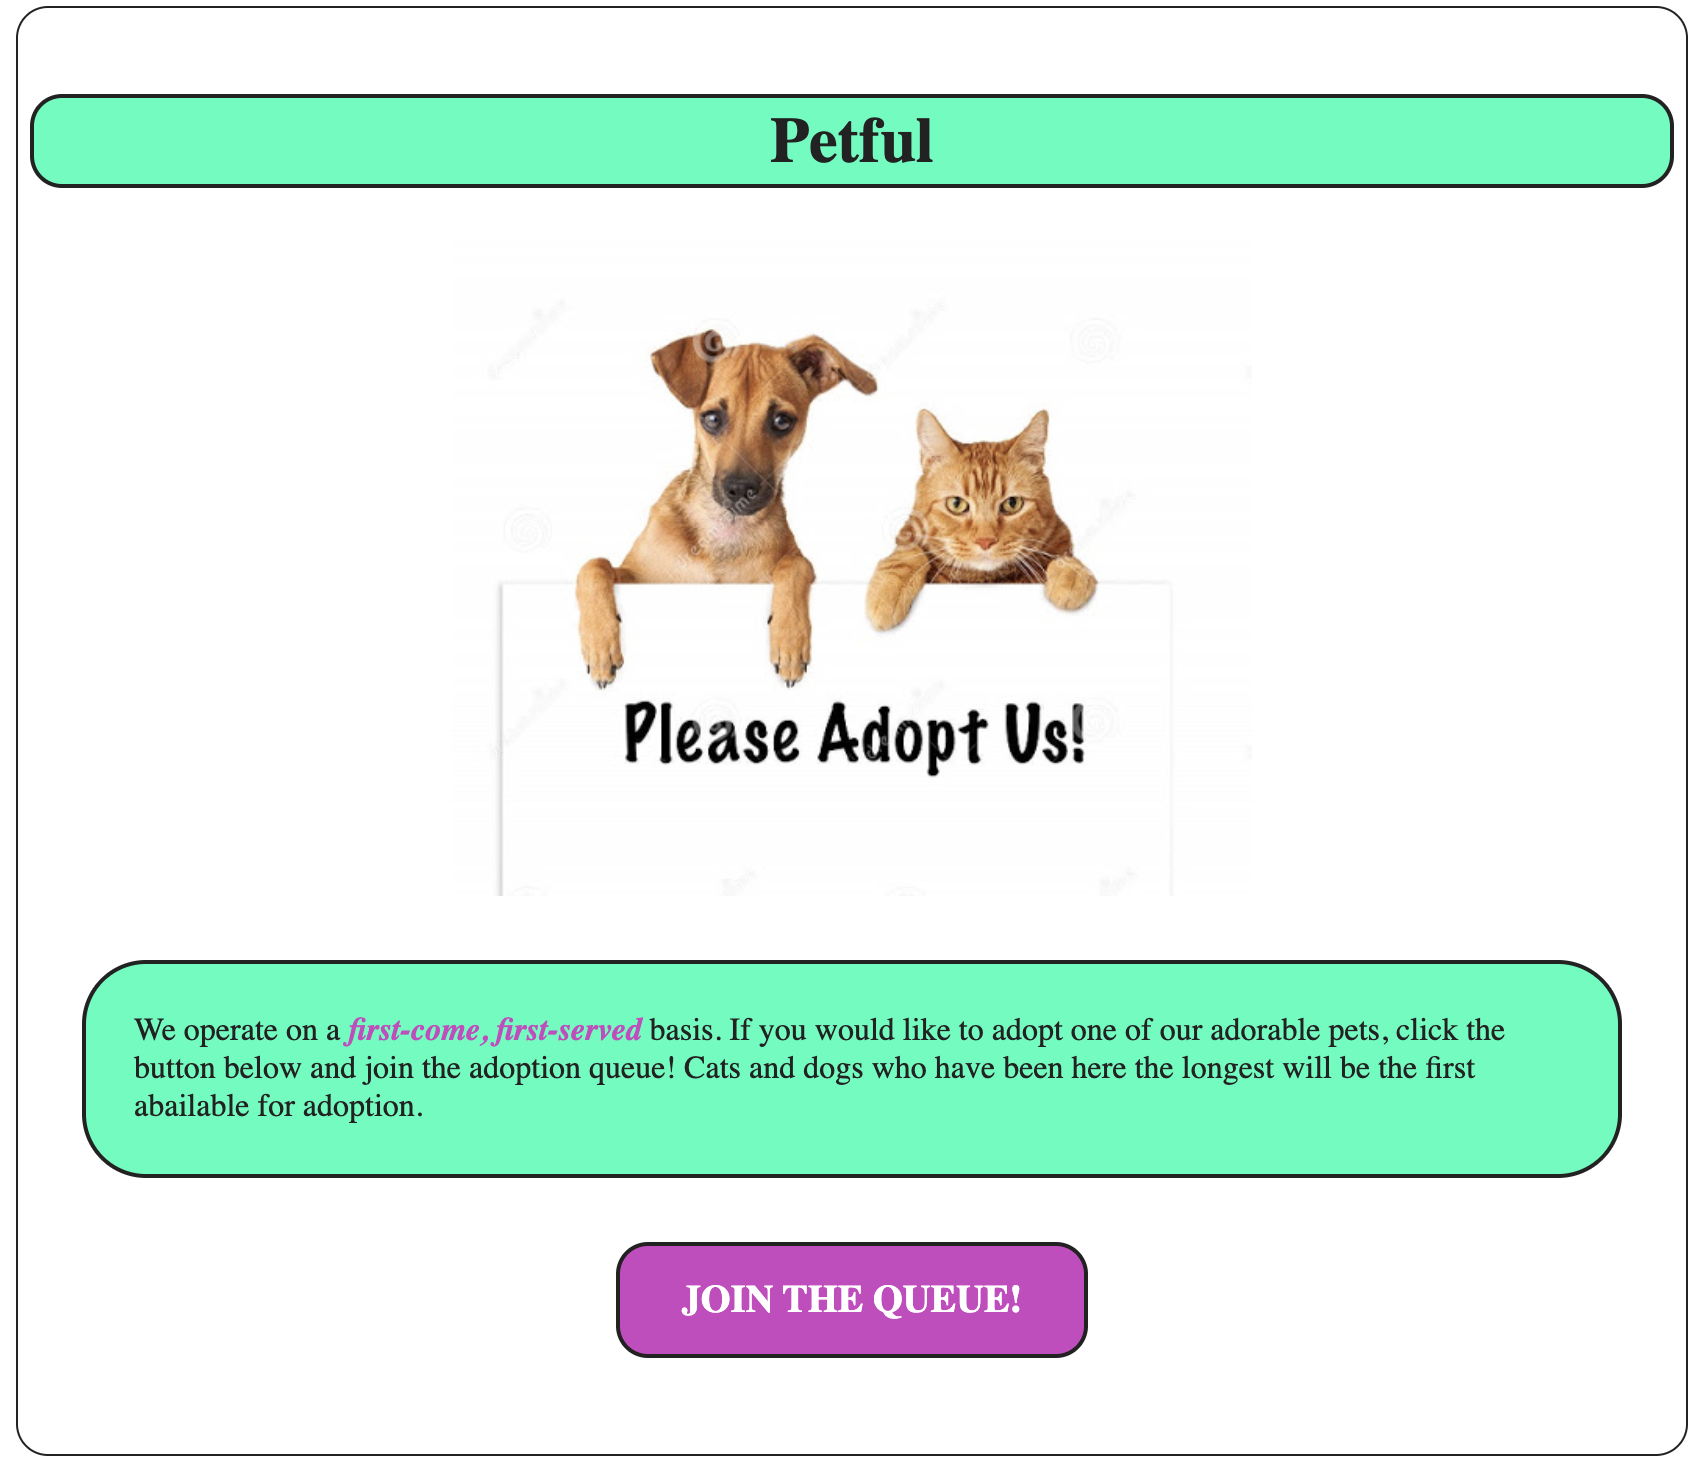 Petful
Please Adopt Us!
We operate on a first-come, first-served basis. If you would like to adopt one of our adorable pets, click the
button below and join the adoption queue! Cats and dogs who have been here the longest will be the first
abailable for adoption.
JOIN THE QUEUE!